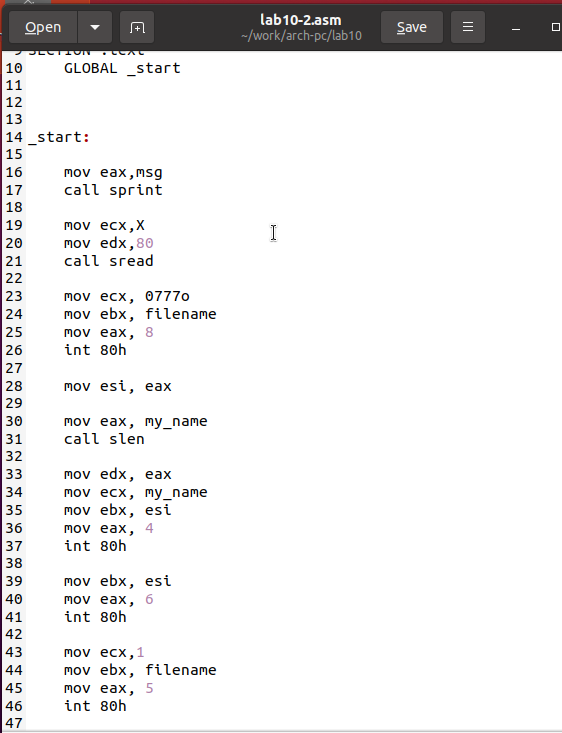 Open
lab10-2.asm
~/work/arch-pc/lab10
Save
9 SECTION .text
10 GLOBAL _start
11
12
13
14 _start:
15
16 mov eax,msg
17 call sprint
18
19 mov ecx,X
20 mov edx,80
21 call sread
22
23 mov ecx, 0777o
24 mov ebx, filename
25 mov eax, 8
26 int 80h
27
28 mov esi, eax
29
30 mov eax, my_name
31 call slen
32
33 mov edx, eax
34 mov ecx, my_name
35 mov ebx, esi
36 mov eax, 4
37 int 80h
38
39 mov ebx, esi
40 mov eax, 6
41 int 80h
42
43 mov ecx,1
44 mov ebx, filename
45 mov eax, 5
46 int 80h
47